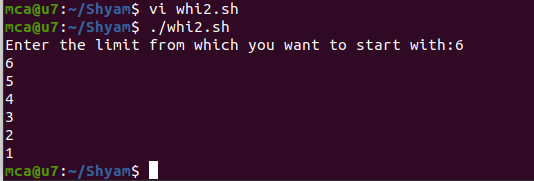 mca@u7:~/Shyam$ vi whi2.sh
mca@u7:~/Shyam$ ./whi2.sh
Enter the limit from which you want to start with:6
6
5
4
3
2
1
mca@u7:~/Shyam$